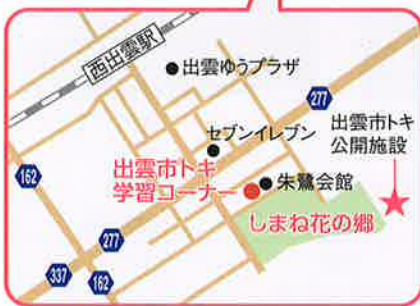 西出雲駅
出雲ゆうプラザ
277
セブンイレブン
出雲市トキ
公開施設
162
出雲市トキ
学習コーナー
朱鷺会館
しまね花の郷
277
337
162